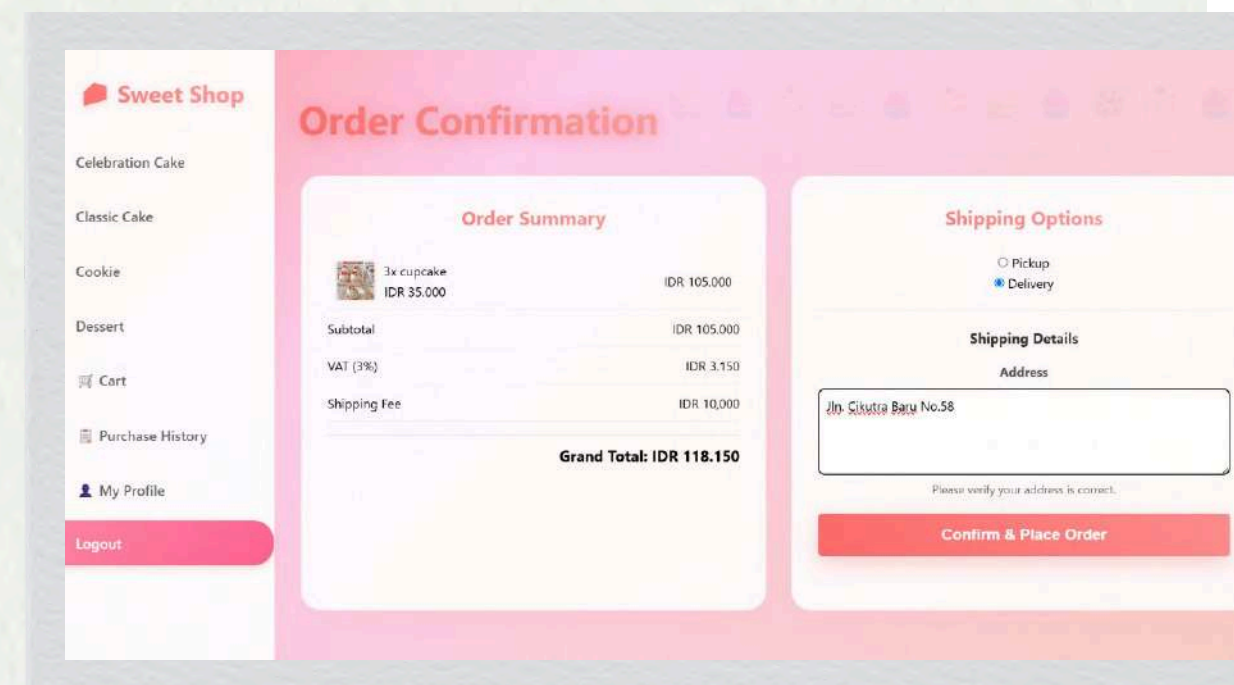 Sweet Shop
Celebration Cake
Classic Cake
Cookie
Dessert
Cart
Purchase History
My Profile
Logout
Order Confirmation
Order Summary
3x cupcake
IDR 35.000
IDR 105.000
Subtotal IDR 105.000
VAT (3%) IDR 3.150
Shipping Fee IDR 10,000
Grand Total: IDR 118.150
Shipping Options
Pickup
Delivery
Shipping Details
Address
Jln. Cikutra Baru No.58
Please verify your address is correct.
Confirm & Place Order